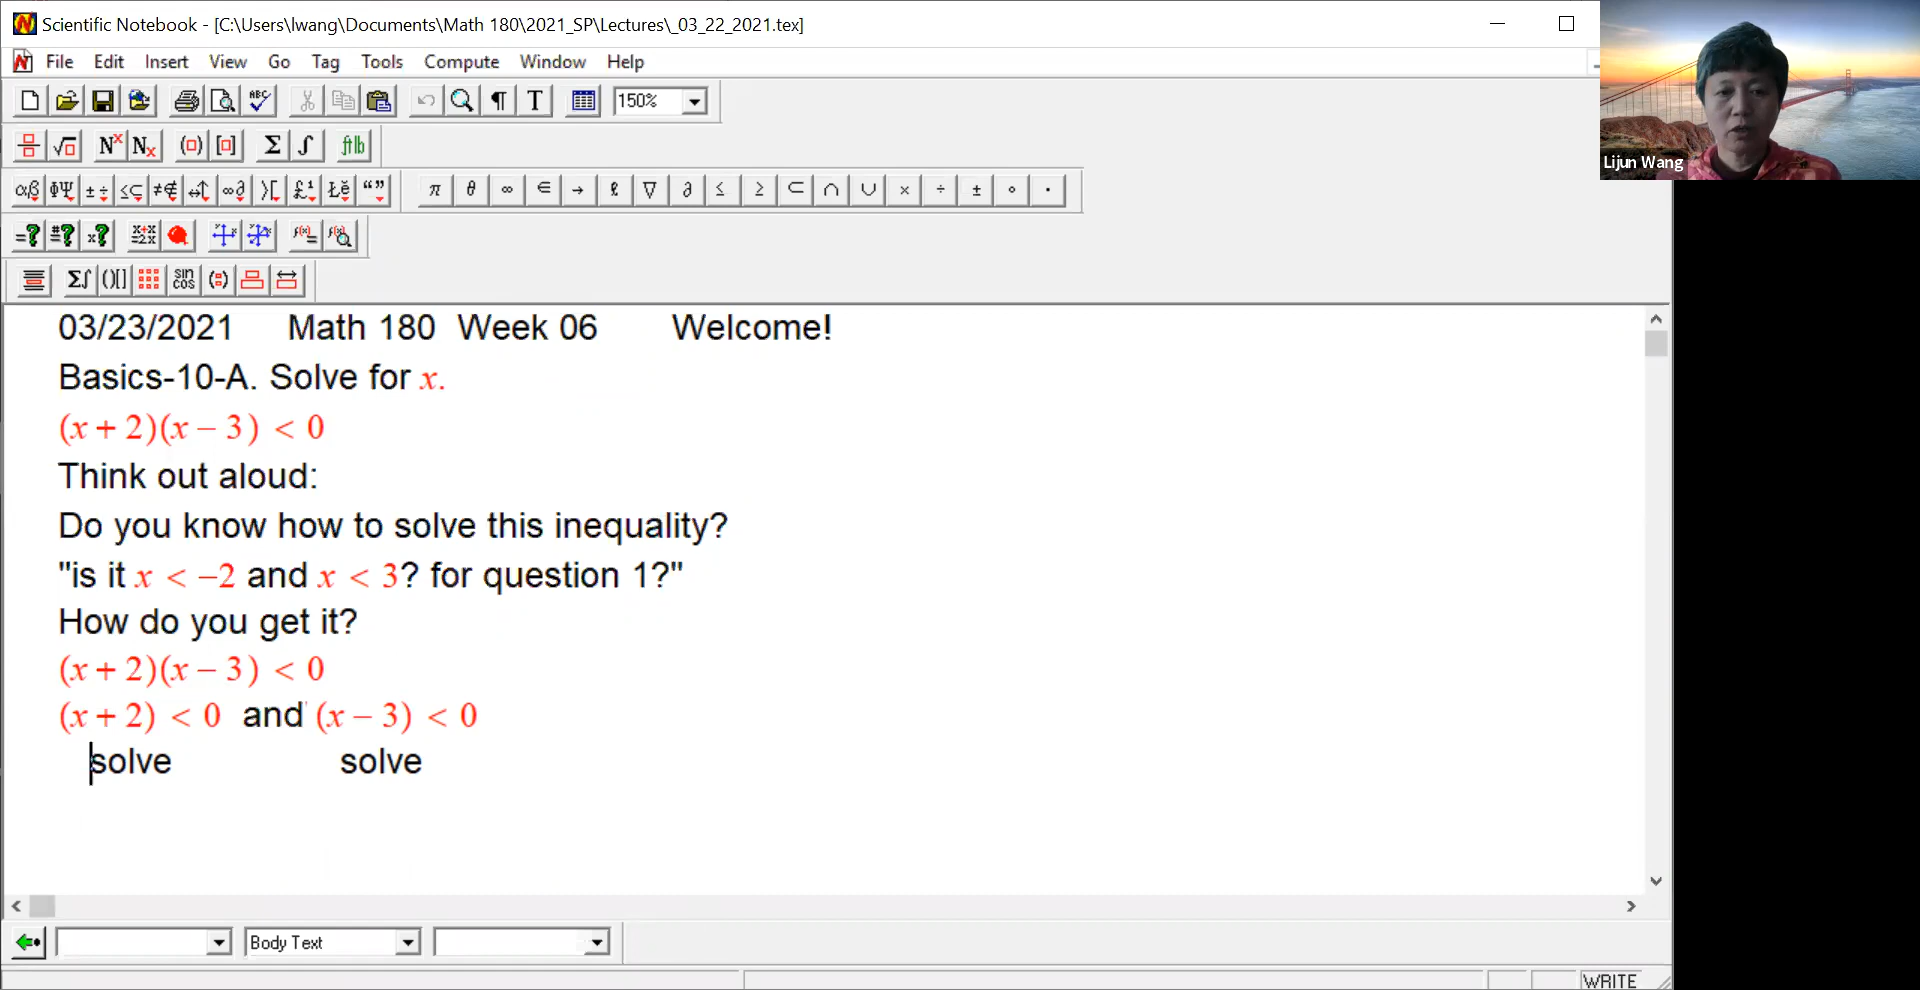 Scientific Notebook - [C:\Users\lwang\Documents\Math 180\2021_SP\Lectures\_03_22_2021.tex]
File Edit Insert View Go Tag Tools Compute Window Help
150%
Lijun Wang
03/23/2021 Math 180 Week 06 Welcome!
Basics-10-A. Solve for x.
(x + 2)(x − 3) < 0
Think out aloud:
Do you know how to solve this inequality?
"is it x < −2 and x < 3? for question 1?"
How do you get it?
(x + 2)(x − 3) < 0
(x + 2) < 0 and (x − 3) < 0
solve solve
Body Text
WRITE